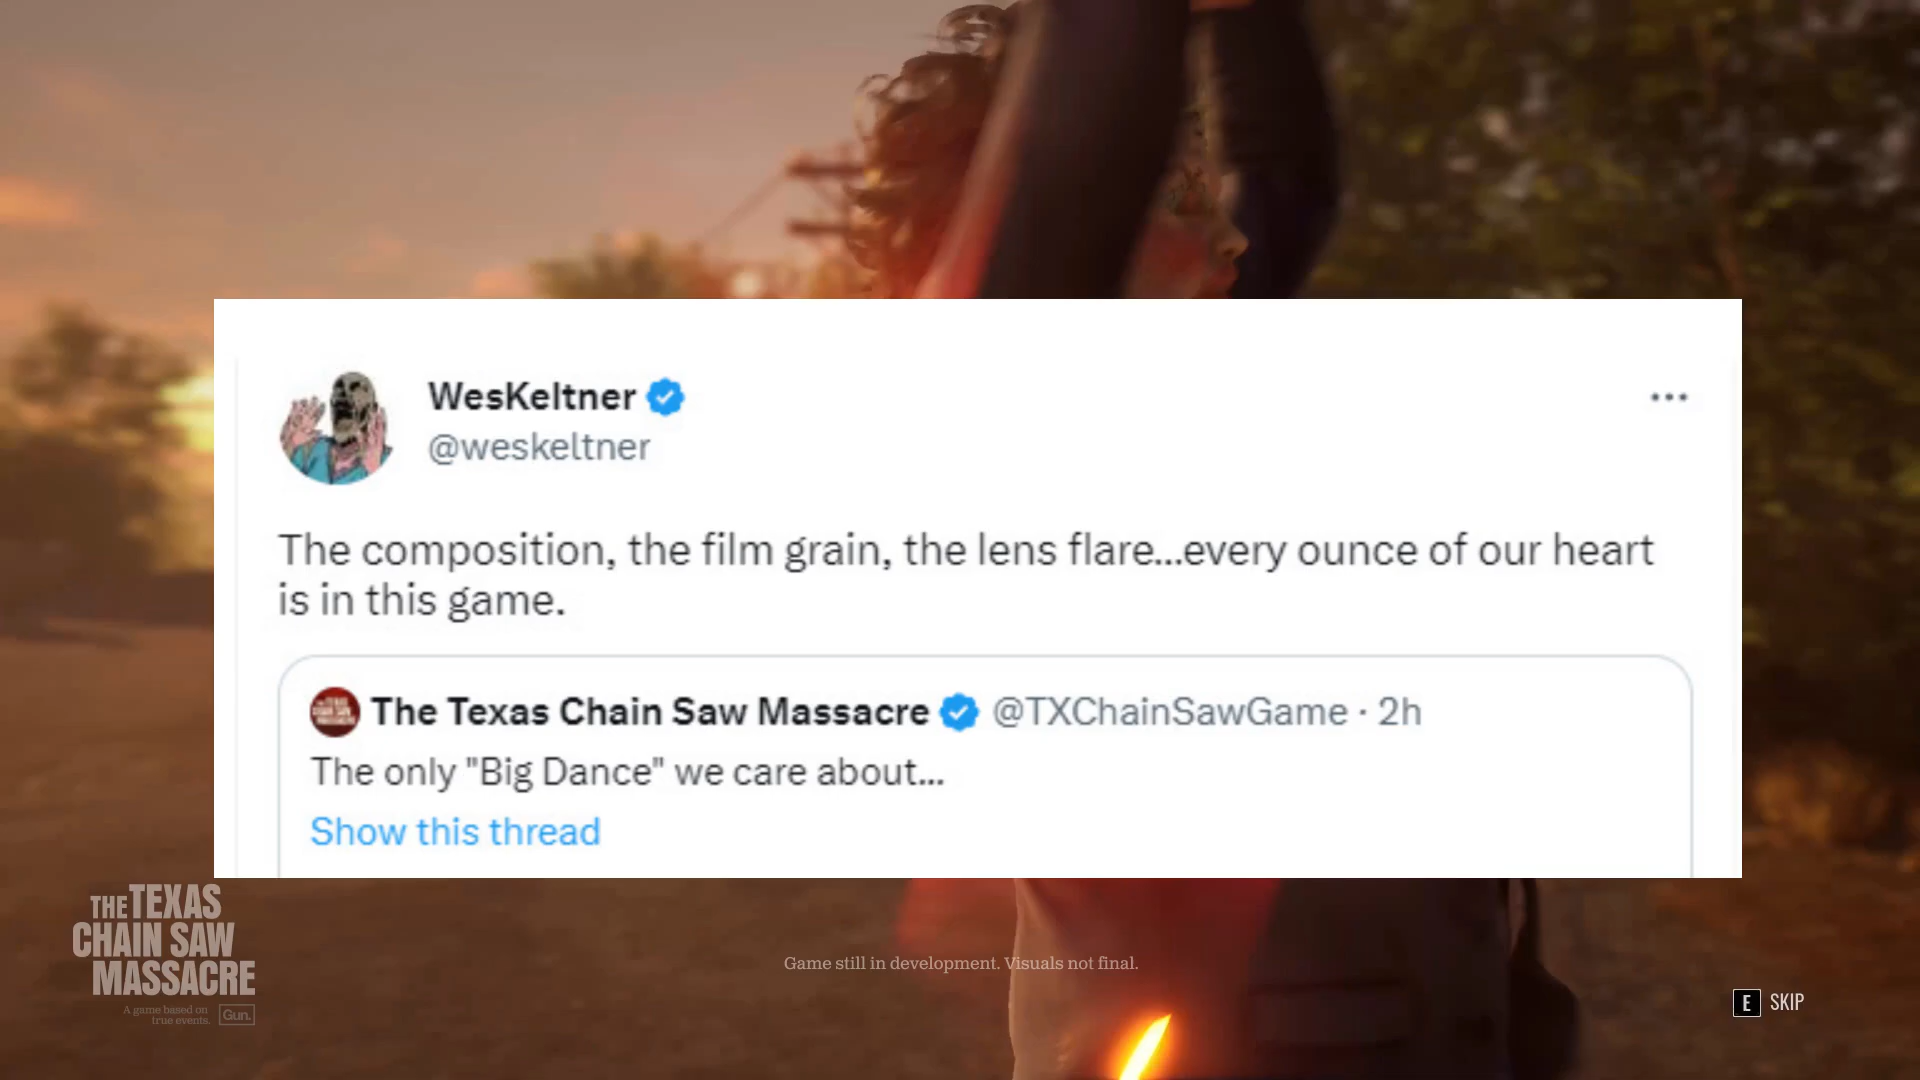 WesKeltner
@weskeltner
The composition, the film grain, the lens flare...every ounce of our heart
is in this game.
The Texas Chain Saw Massacre @TXChainSawGame · 2h
The only "Big Dance" we care about...
Show this thread
THE TEXAS
CHAIN SAW
MASSACRE
A game based on
true events.
Gun.
Game still in development. Visuals not final.
E SKIP